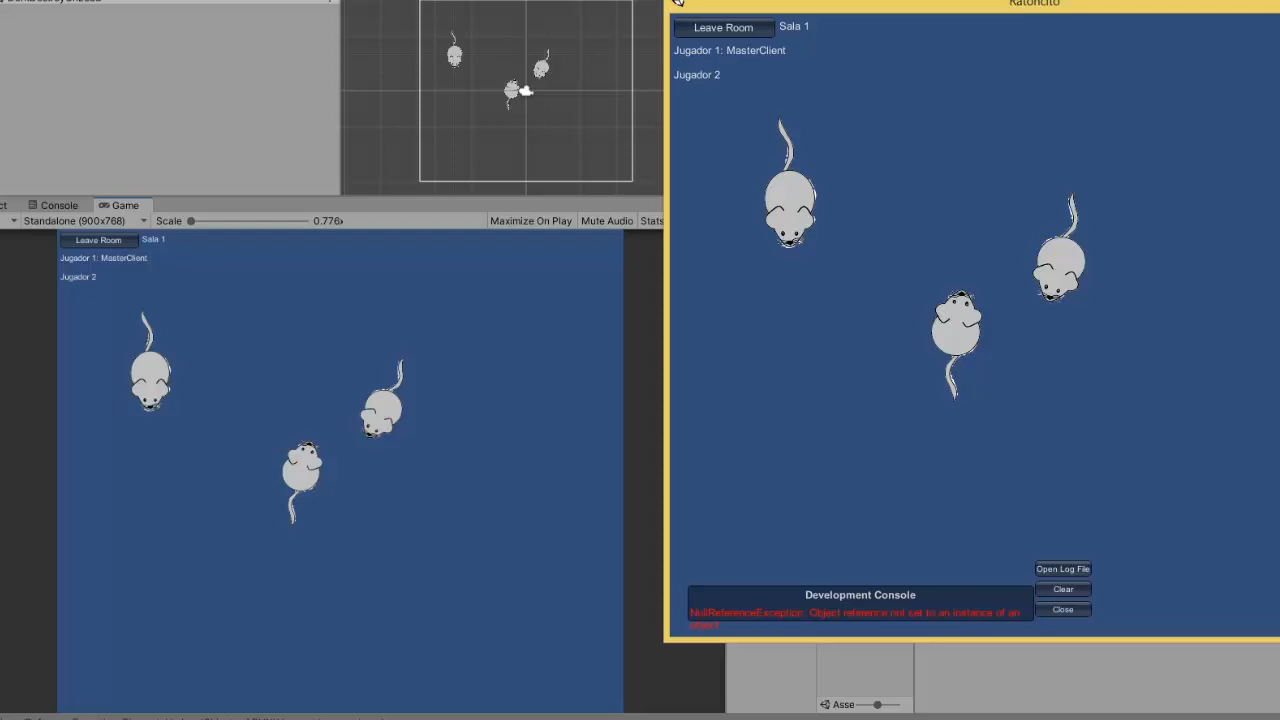 Ratoncito
Leave Room Sala 1
Jugador 1: MasterClient
Jugador 2
Console Game
Standalone (900x768) Scale 0.776x Maximize On Play Mute Audio Stats
Leave Room Sala 1
Jugador 1: MasterClient
Jugador 2
Open Log File
Clear
Close
Development Console
NullReferenceException: Object reference not set to an instance of an
object
Asse